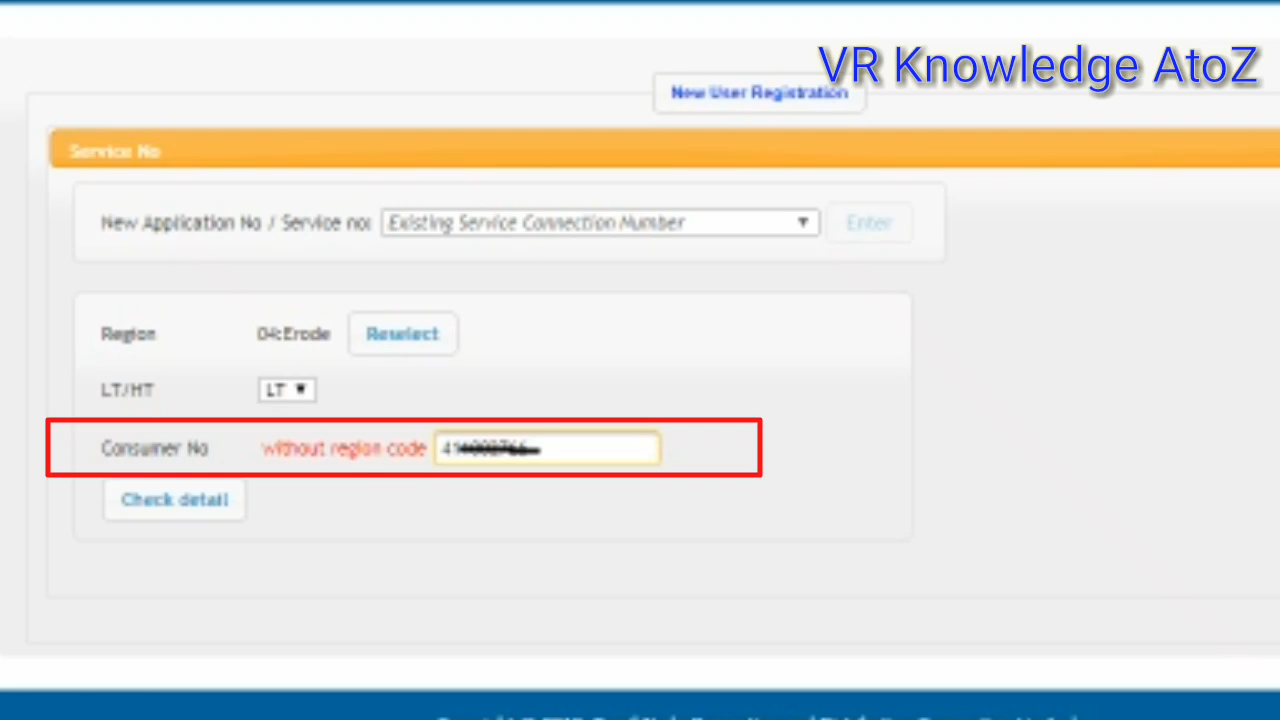 VR Knowledge AtoZ
New User Registration
Service No
New Application No / Service no: Existing Service Connection Number Enter
Region 04:Erode Reselect
LT/HT LT
Consumer No without region code
Check detail